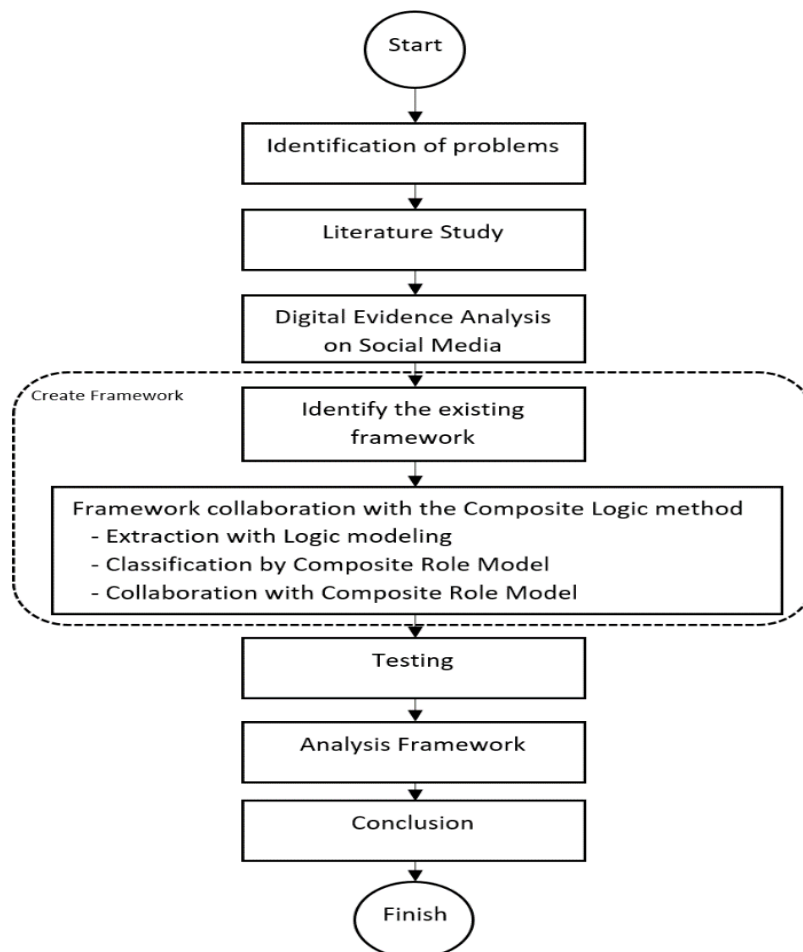 Start
Identification of problems
Literature Study
Digital Evidence Analysis
on Social Media
Create Framework
Identify the existing
framework
Framework collaboration with the Composite Logic method
- Extraction with Logic modeling
- Classification by Composite Role Model
- Collaboration with Composite Role Model
Testing
Analysis Framework
Conclusion
Finish